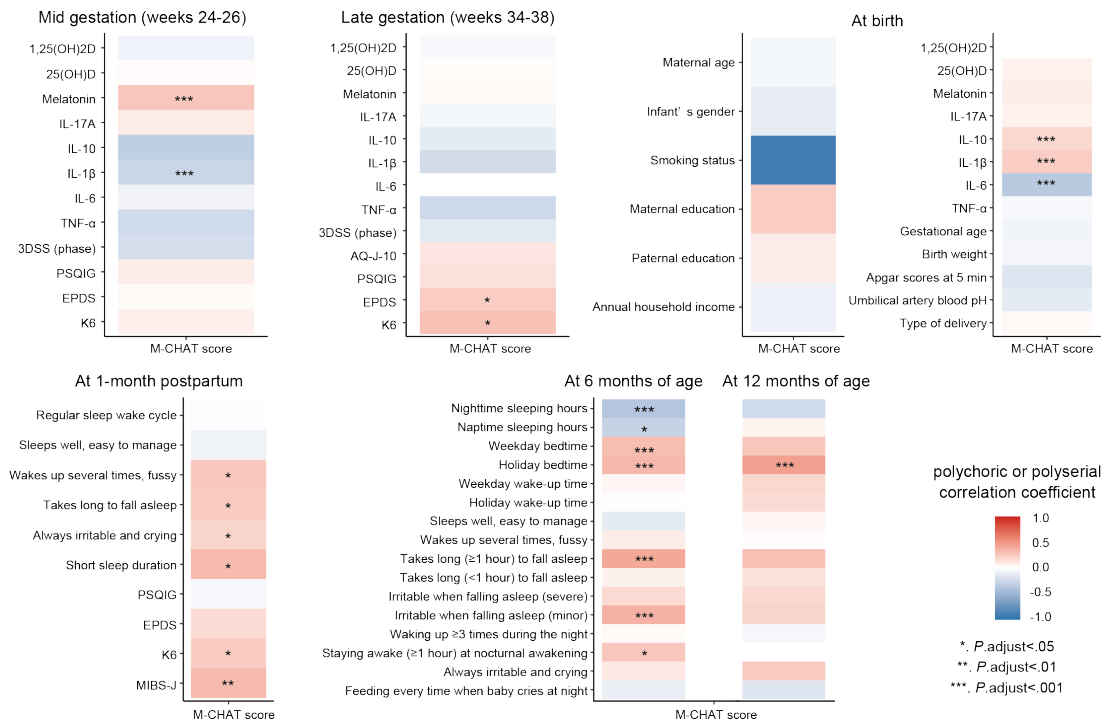 Mid gestation (weeks 24-26)
1,25(OH)2D
25(OH)D
Melatonin
***
IL-17A
IL-10
IL-1β
***
IL-6
TNF-α
3DSS (phase)
PSQIG
EPDS
K6
M-CHAT score
Late gestation (weeks 34-38)
1,25(OH)2D
25(OH)D
Melatonin
IL-17A
IL-10
IL-1β
IL-6
TNF-α
3DSS (phase)
AQ-J-10
PSQIG
EPDS
*
K6
*
M-CHAT score
At birth
Maternal age
Infant’ s gender
Smoking status
Maternal education
Paternal education
Annual household income
M-CHAT score
1,25(OH)2D
25(OH)D
Melatonin
IL-17A
IL-10
***
IL-1β
***
IL-6
***
TNF-α
Gestational age
Birth weight
Apgar scores at 5 min
Umbilical artery blood pH
Type of delivery
M-CHAT score
At 1-month postpartum
Regular sleep wake cycle
Sleeps well, easy to manage
Wakes up several times, fussy
*
Takes long to fall asleep
*
Always irritable and crying
*
Short sleep duration
*
PSQIG
EPDS
K6
*
MIBS-J
**
M-CHAT score
At 6 months of age
At 12 months of age
Nighttime sleeping hours
***
Naptime sleeping hours
*
Weekday bedtime
***
Holiday bedtime
***
***
Weekday wake-up time
Holiday wake-up time
Sleeps well, easy to manage
Wakes up several times, fussy
Takes long (≥1 hour) to fall asleep
***
Takes long (<1 hour) to fall asleep
Irritable when falling asleep (severe)
Irritable when falling asleep (minor)
***
Waking up ≥3 times during the night
Staying awake (≥1 hour) at nocturnal awakening
*
Always irritable and crying
Feeding every time when baby cries at night
M-CHAT score
polychoric or polyserial
correlation coefficient
1.0
0.5
0.0
-0.5
-1.0
*. P.adjust<.05
**. P.adjust<.01
***. P.adjust<.001